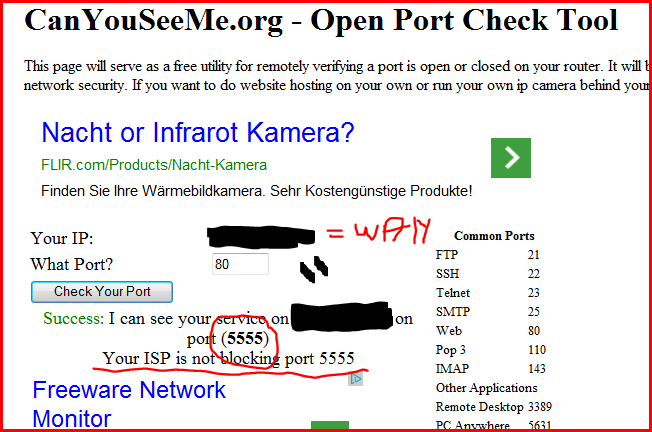 CanYouSeeMe.org - Open Port Check Tool
This page will serve as a free utility for remotely verifying a port is open or closed on your router. It will b
network security. If you want to do website hosting on your own or run your own ip camera behind your
Nacht or Infrarot Kamera?
FLIR.com/Products/Nacht-Kamera
Finden Sie Ihre Wärmebildkamera. Sehr Kostengünstige Produkte!
Your IP: =
What Port? 80
Check Your Port
Success: I can see your service on on
port (5555)
Your ISP is not blocking port 5555
Freeware Network
Monitor
Common Ports
FTP 21
SSH 22
Telnet 23
SMTP 25
Web 80
Pop 3 110
IMAP 143
Other Applications
Remote Desktop 3389
PC Anywhere 5631